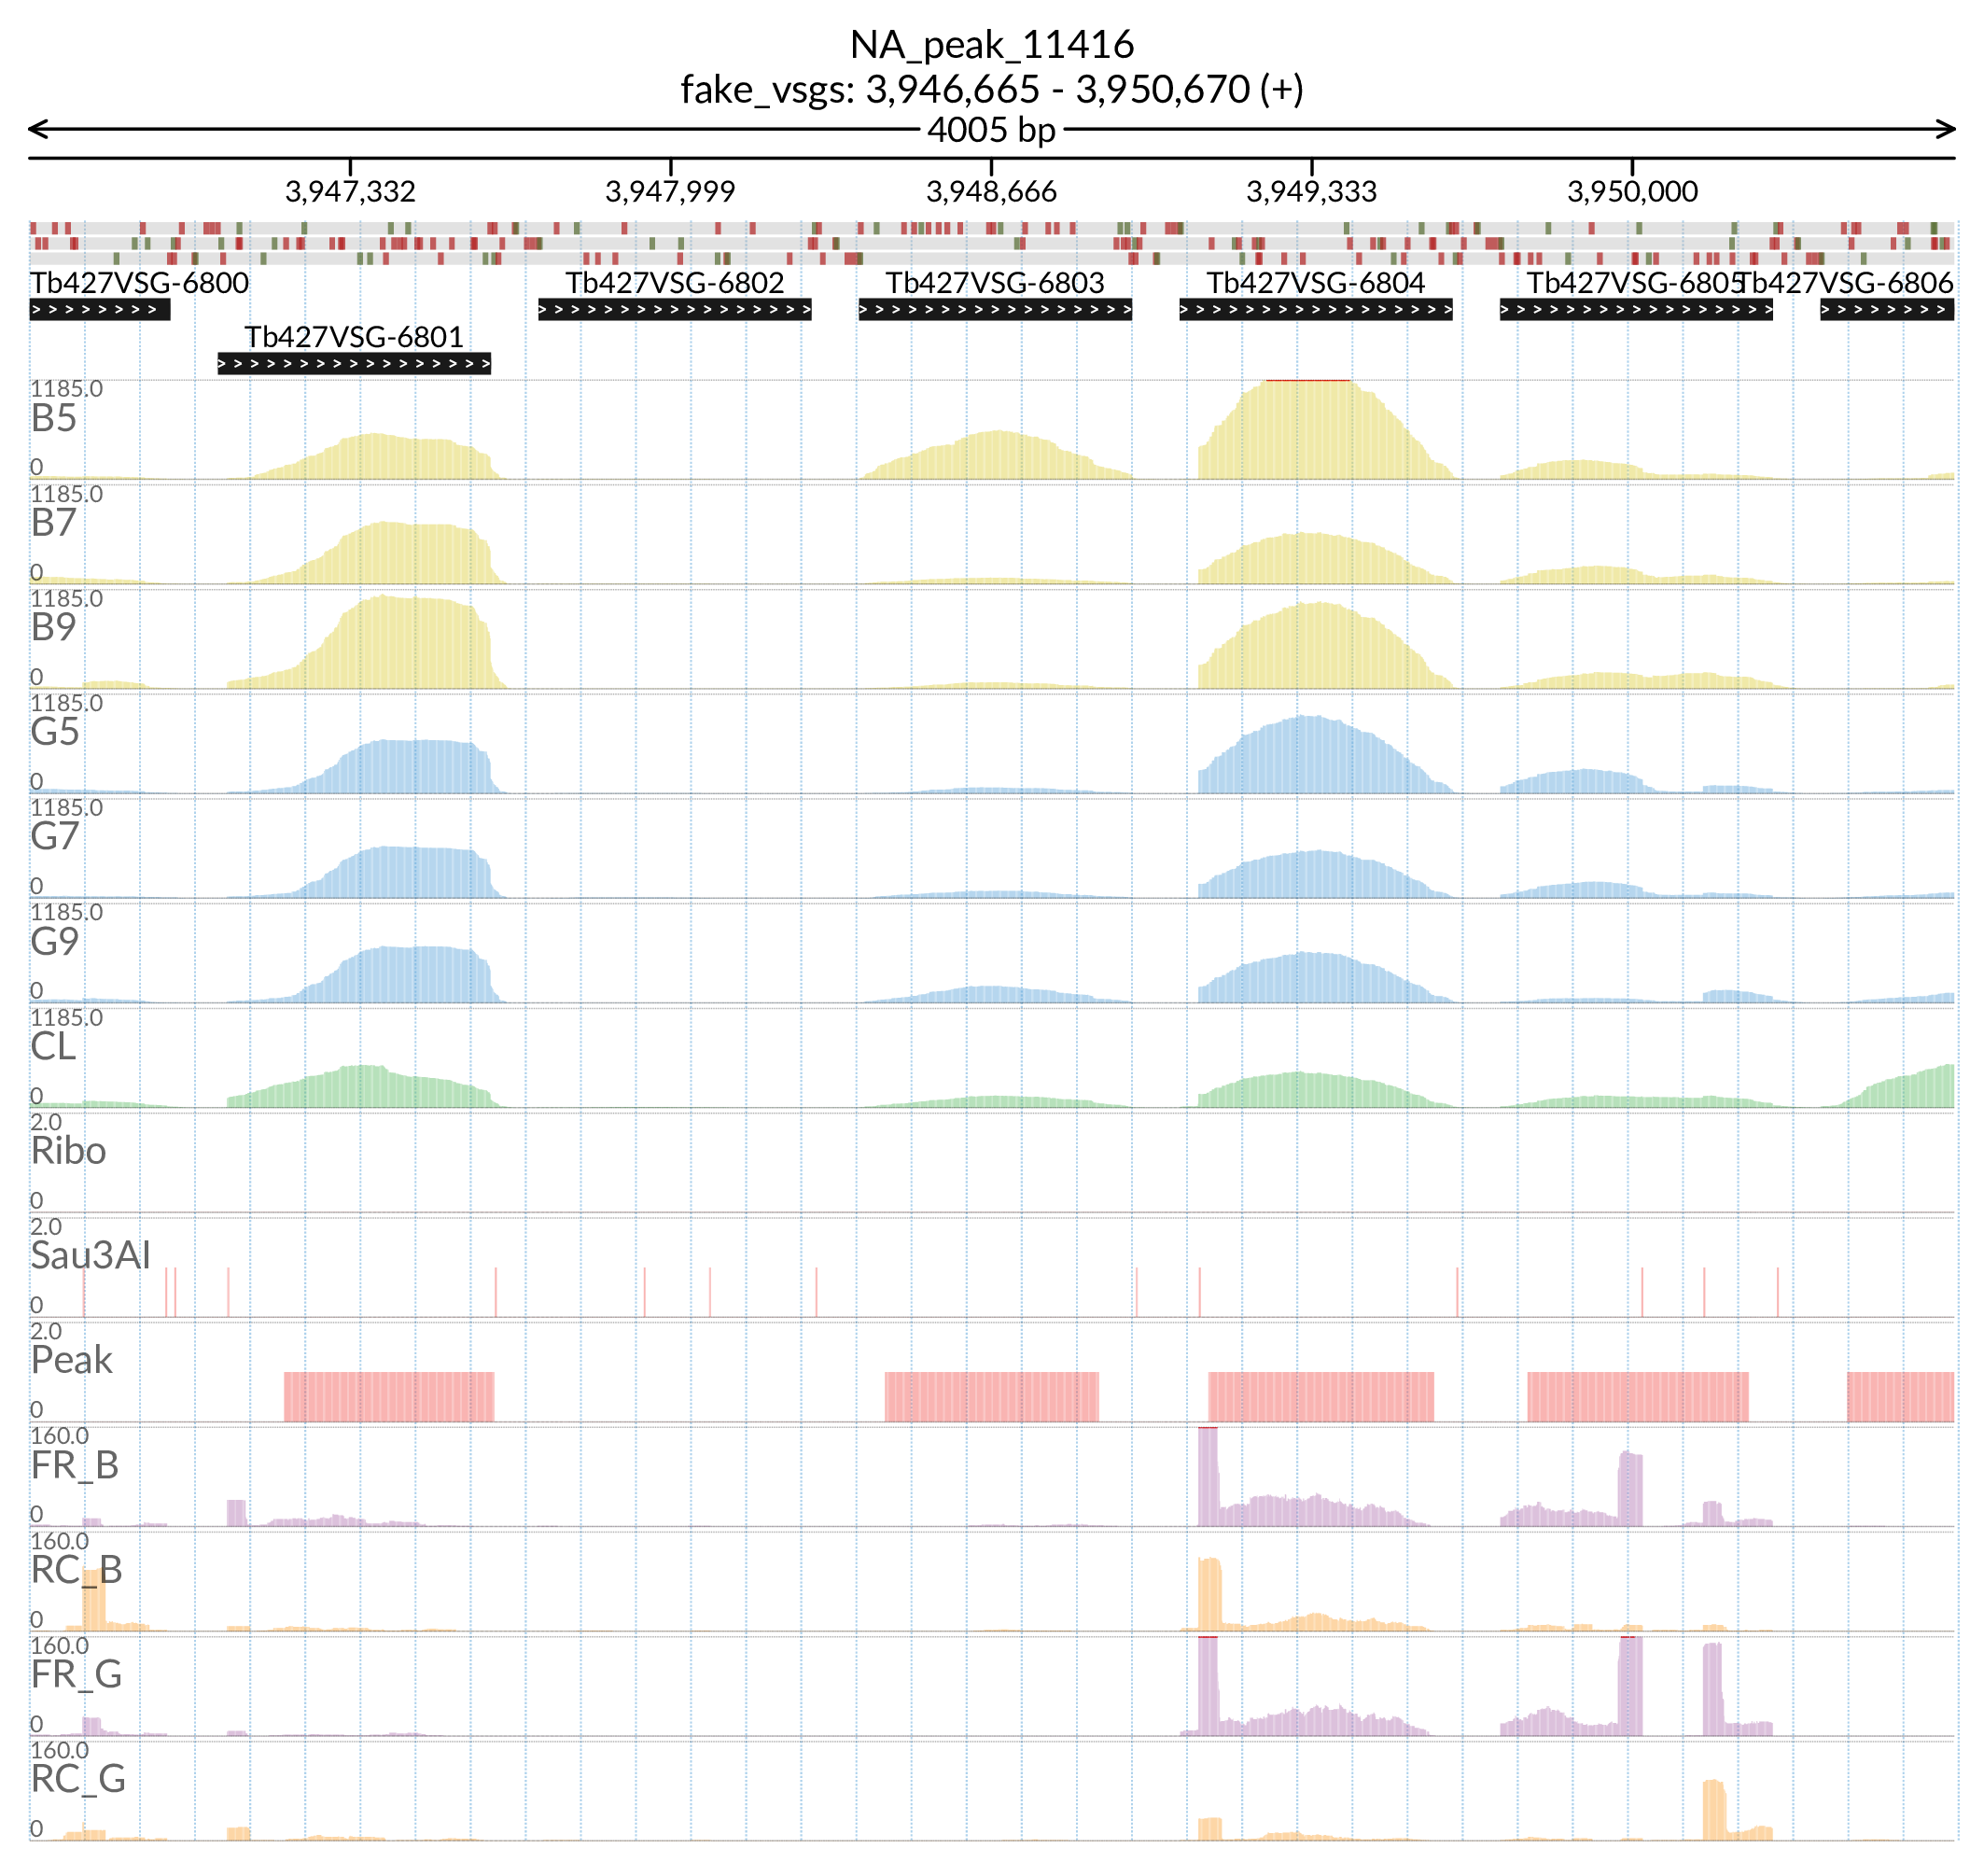 NA_peak_11416
fake_vsgs: 3,946,665 - 3,950,670 (+)
4005 bp
3,947,332 3,947,999 3,948,666 3,949,333 3,950,000
Tb427VSG-6800 Tb427VSG-6802 Tb427VSG-6803 Tb427VSG-6804 Tb427VSG-6805 Tb427VSG-6806
Tb427VSG-6801
1185.0
B5
0
1185.0
B7
0
1185.0
B9
0
1185.0
G5
0
1185.0
G7
0
1185.0
G9
0
1185.0
CL
0
2.0
Ribo
0
2.0
Sau3AI
0
2.0
Peak
0
160.0
FR_B
0
160.0
RC_B
0
160.0
FR_G
0
160.0
RC_G
0